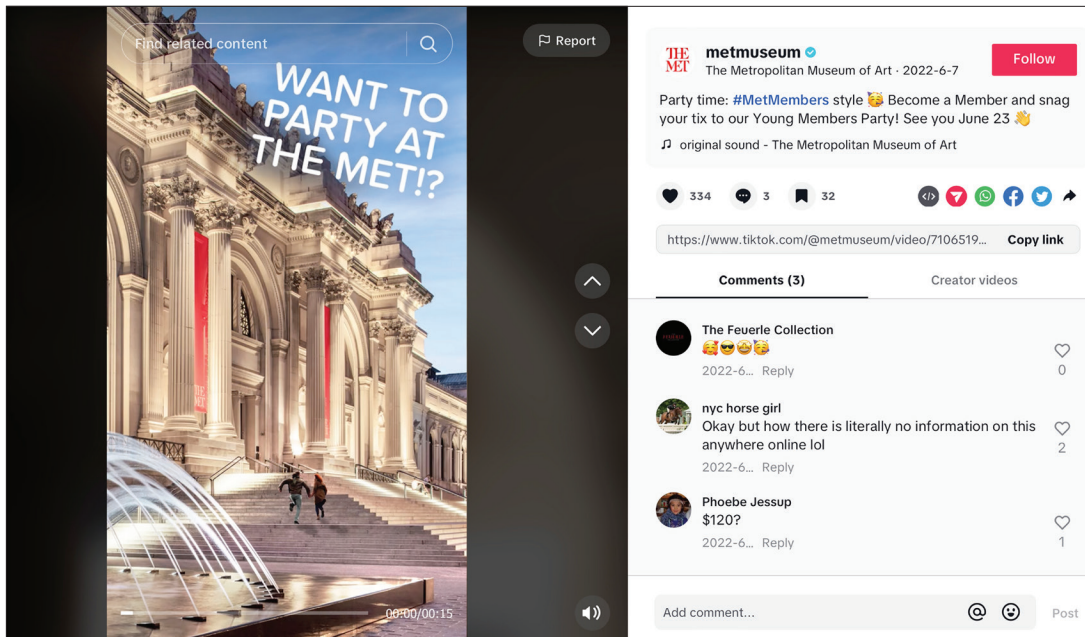 Find related content
Report
WANT TO
PARTY AT
THE MET!?
THE
MET
00:00/00:15
THE
MET
metmuseum
The Metropolitan Museum of Art · 2022-6-7
Follow
Party time: #MetMembers style 🥳 Become a Member and snag
your tix to our Young Members Party! See you June 23 👋
original sound - The Metropolitan Museum of Art
334
3
32
https://www.tiktok.com/@metmuseum/video/7106519...
Copy link
Comments (3)
Creator videos
The Feuerle Collection
🥰😎🤩🥳
2022-6... Reply
0
nyc horse girl
Okay but how there is literally no information on this
anywhere online lol
2022-6... Reply
2
Phoebe Jessup
$120?
2022-6... Reply
1
Add comment...
Post